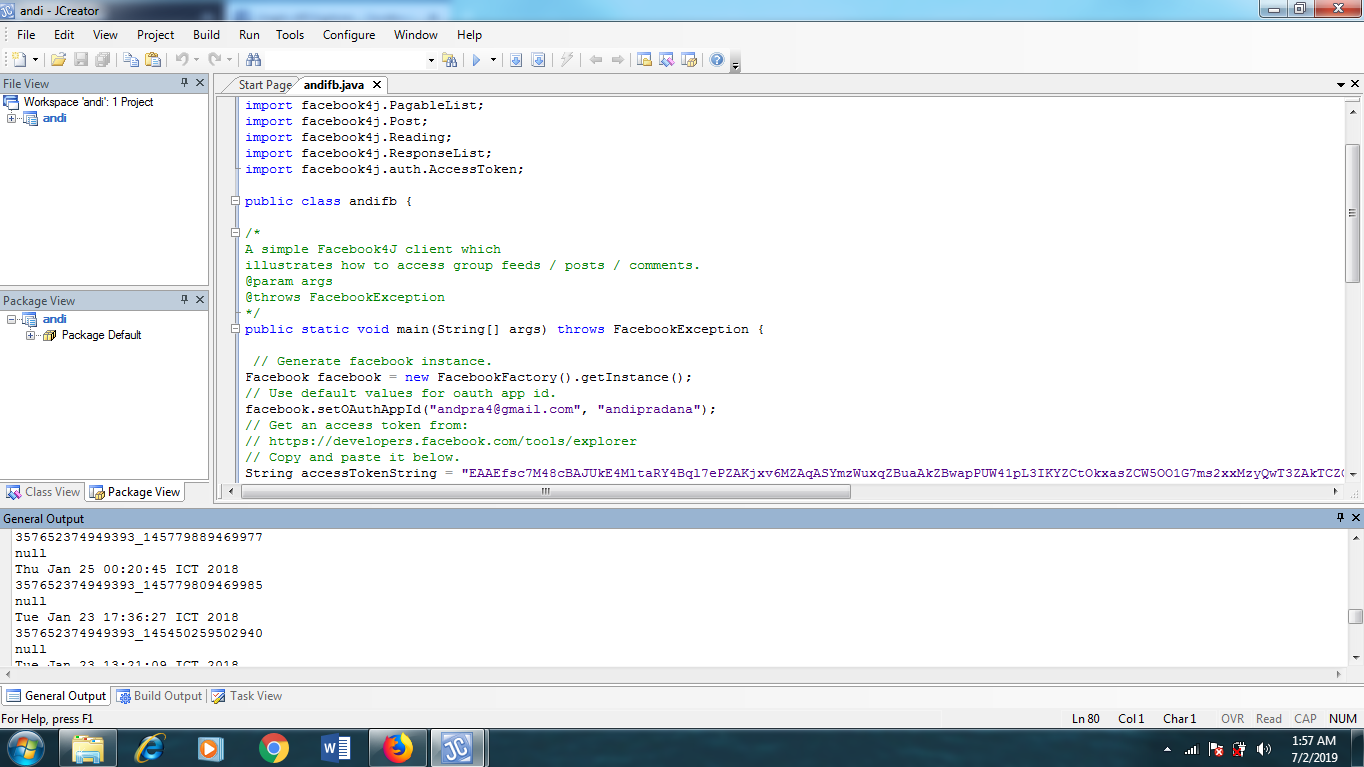 andi - JCreator
File Edit View Project Build Run Tools Configure Window Help
File View
Workspace 'andi': 1 Project
andi
Package View
andi
Package Default
Class View Package View
Start Page andifb.java
import facebook4j.PagableList;
import facebook4j.Post;
import facebook4j.Reading;
import facebook4j.ResponseList;
import facebook4j.auth.AccessToken;
public class andifb {
/*
A simple Facebook4J client which
illustrates how to access group feeds / posts / comments.
@param args
@throws FacebookException
*/
public static void main(String[] args) throws FacebookException {
// Generate facebook instance.
Facebook facebook = new FacebookFactory().getInstance();
// Use default values for oauth app id.
facebook.setOAuthAppId("andpra4@gmail.com", "andipradana");
// Get an access token from:
// https://developers.facebook.com/tools/explorer
// Copy and paste it below.
String accessTokenString =
General Output
357652374949393_145779889469977
null
Thu Jan 25 00:20:45 ICT 2018
357652374949393_145779809469985
null
Tue Jan 23 17:36:27 ICT 2018
357652374949393_145450259502940
null
Tue Jan 23 13:21:09 ICT 2018
General Output Build Output Task View
For Help, press F1
Ln 80 Col 1 Char 1 OVR Read CAP NUM
1:57 AM
7/2/2019